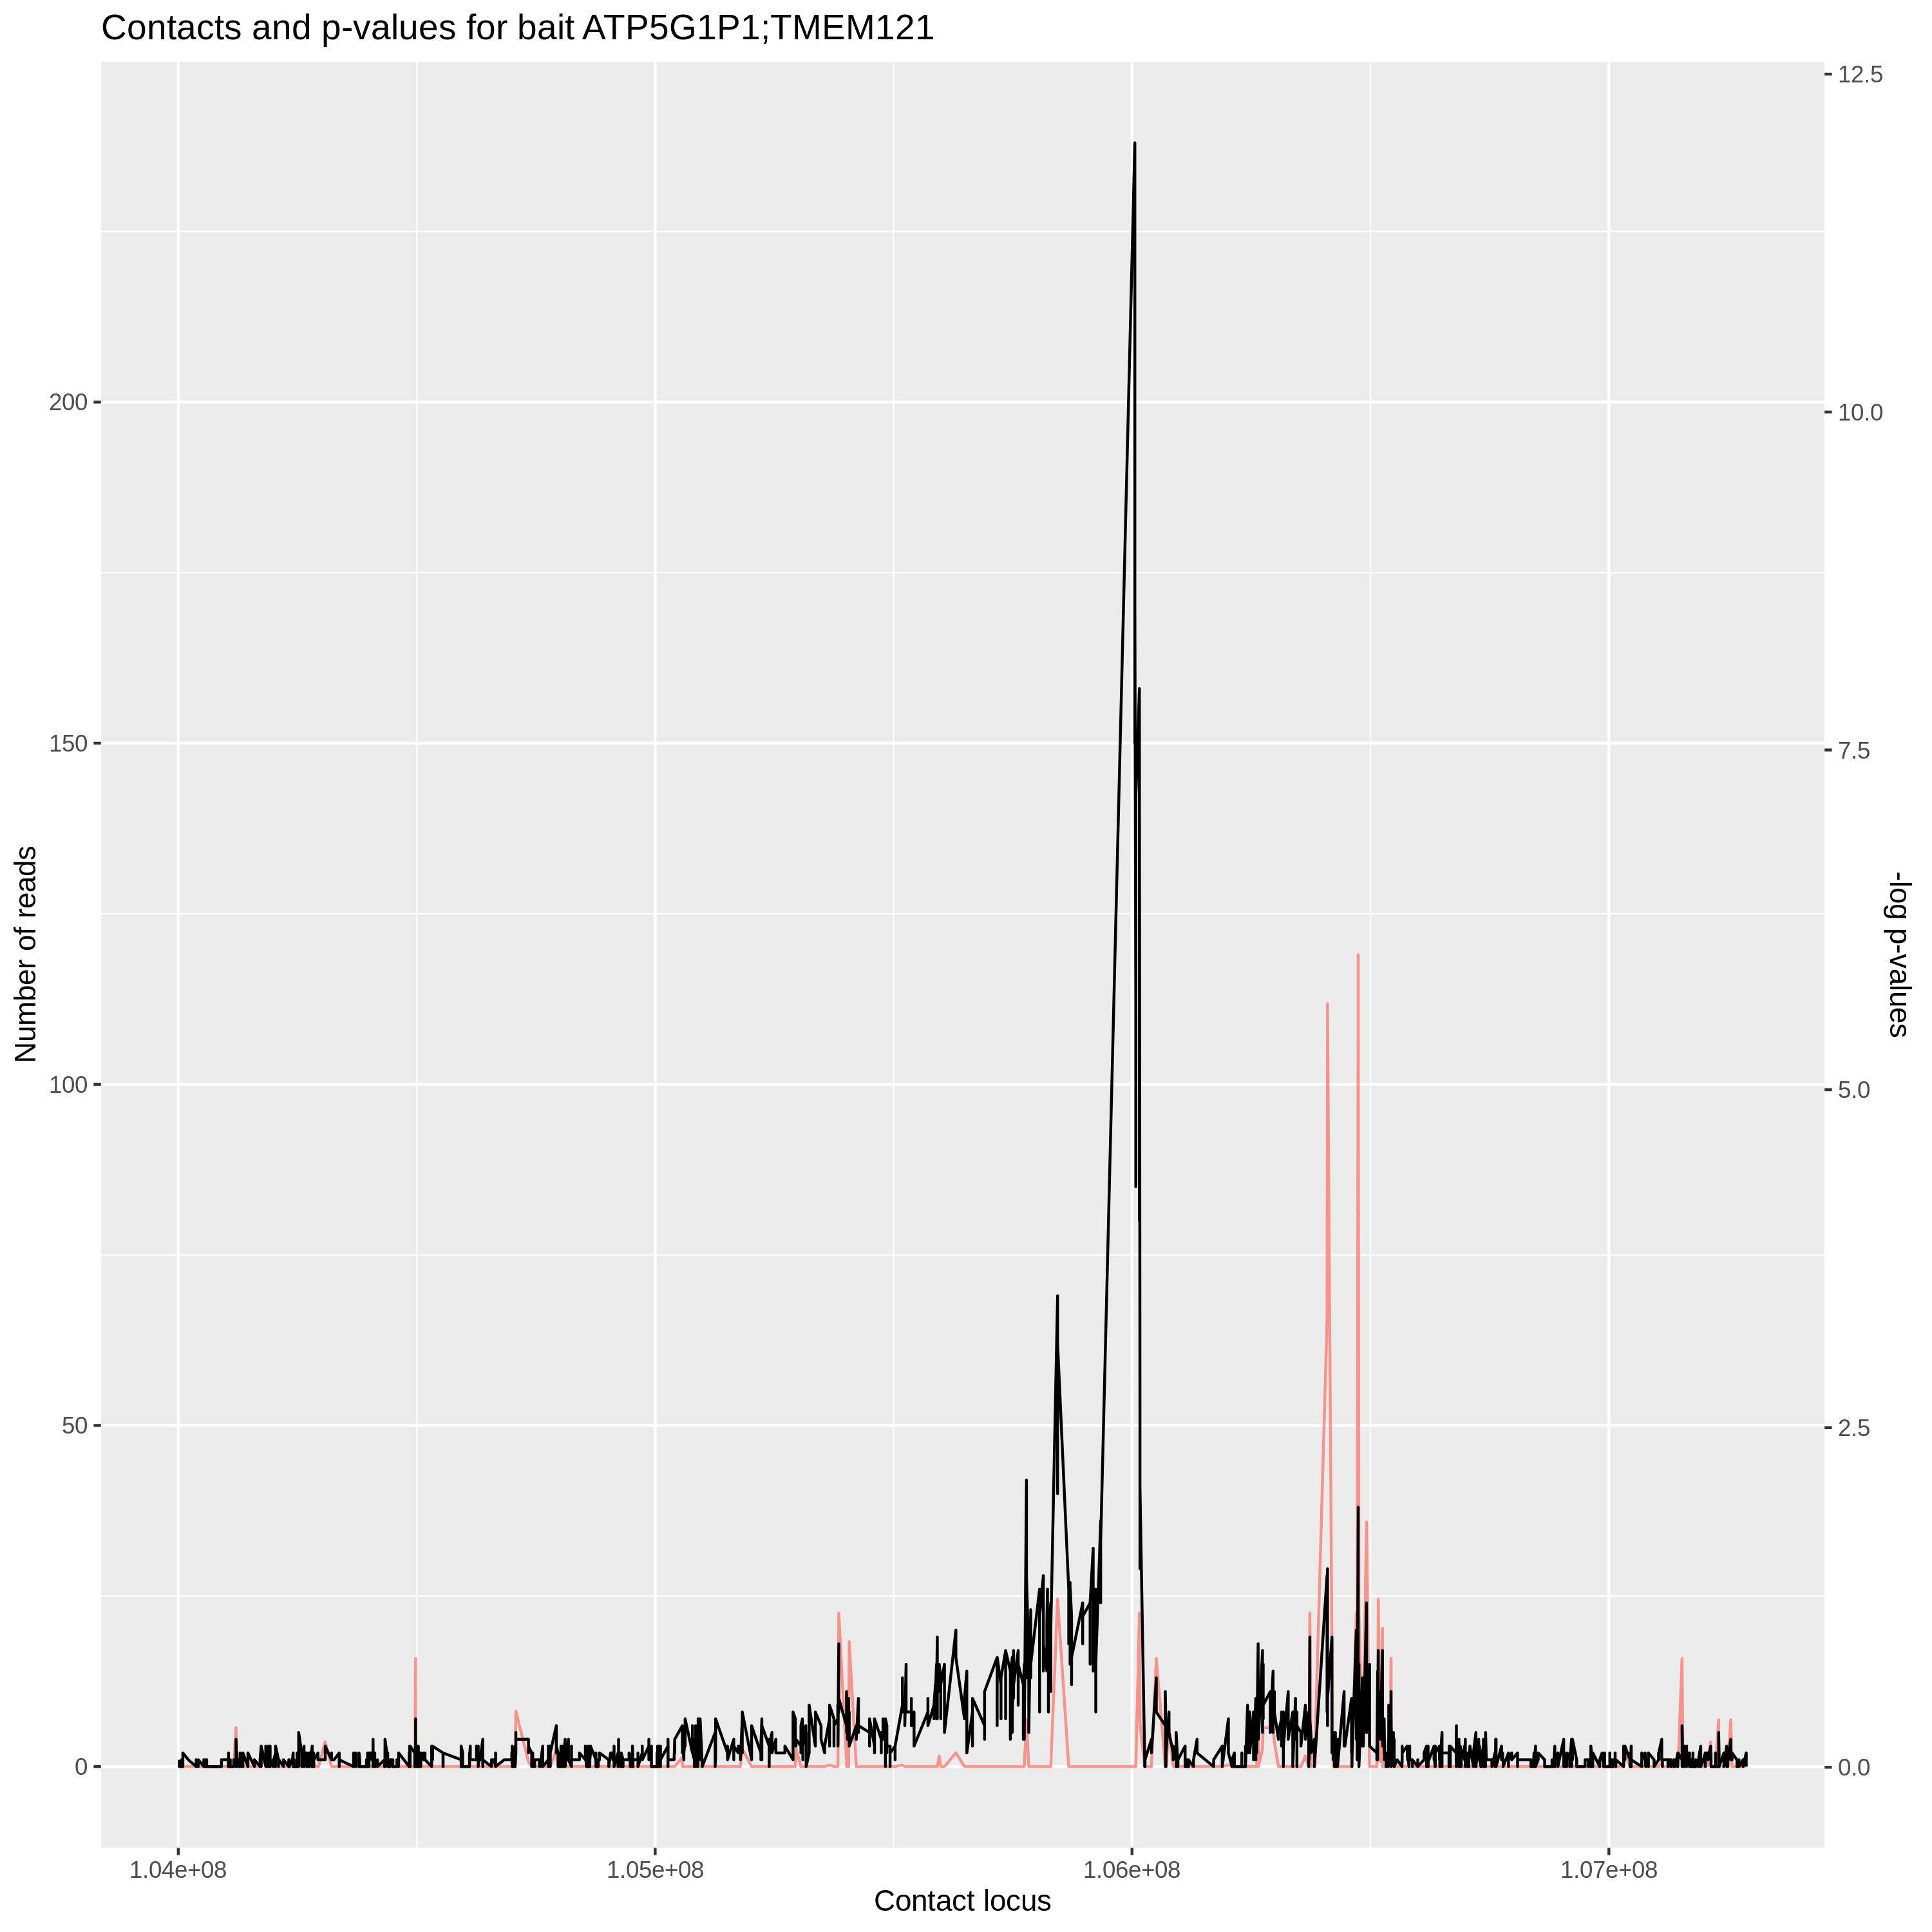 Contacts and p-values for bait ATP5G1P1;TMEM121
Number of reads
200
150
100
50
0
12.5
10.0
7.5
5.0
2.5
0.0
-log p-values
1.04e+08
1.05e+08
1.06e+08
1.07e+08
Contact locus